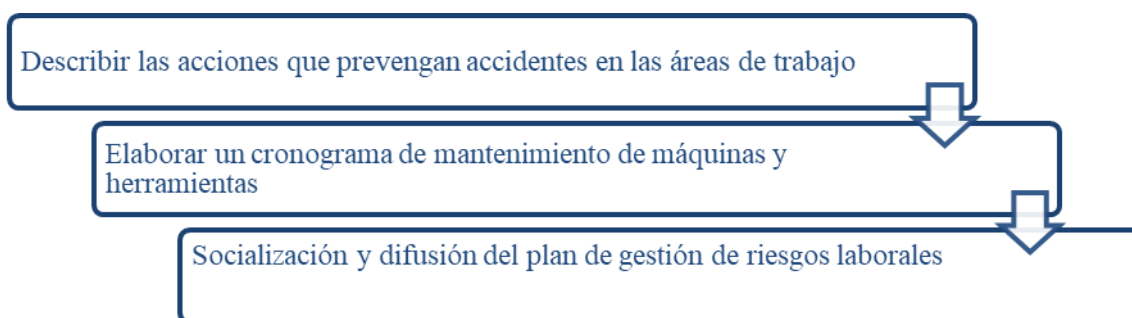 Describir las acciones que prevengan accidentes en las áreas de trabajo
Elaborar un cronograma de mantenimiento de máquinas y
herramientas
Socialización y difusión del plan de gestión de riesgos laborales